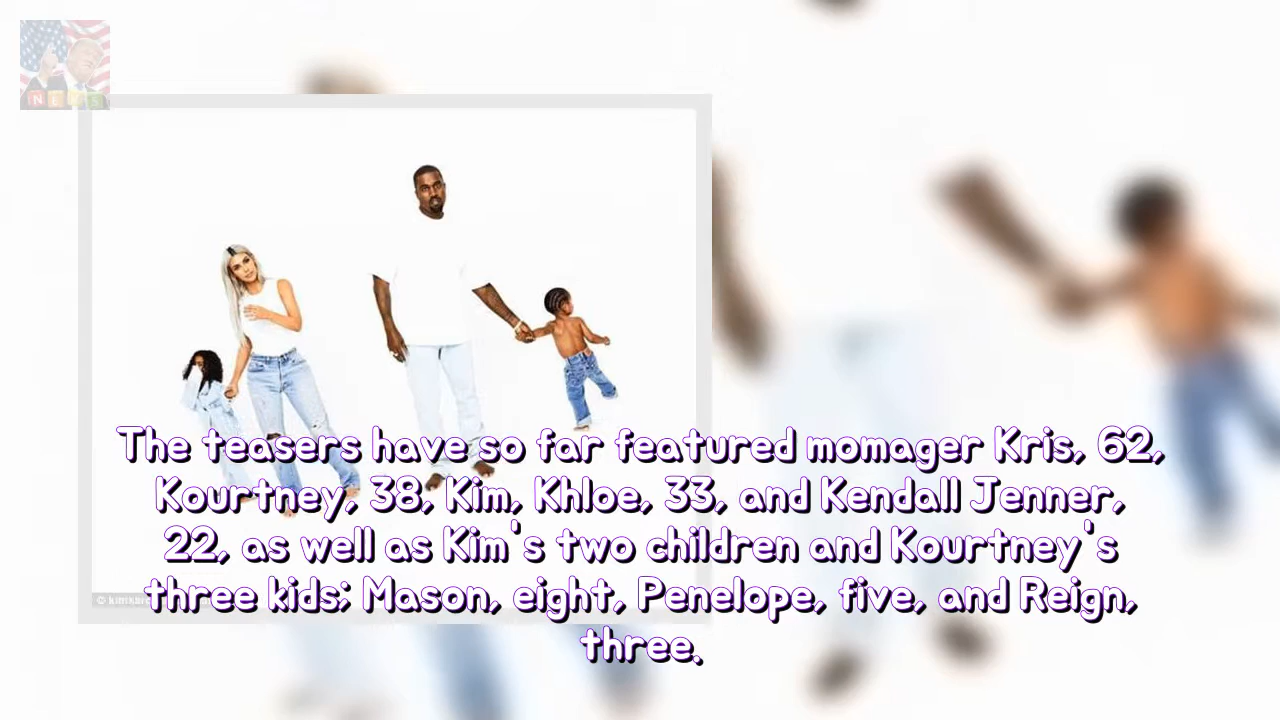 NEWS
The teasers have so far featured momager Kris, 62,
Kourtney, 38, Kim, Khloe, 33, and Kendall Jenner,
22, as well as Kim's two children and Kourtney's
three kids; Mason, eight, Penelope, five, and Reign,
three.